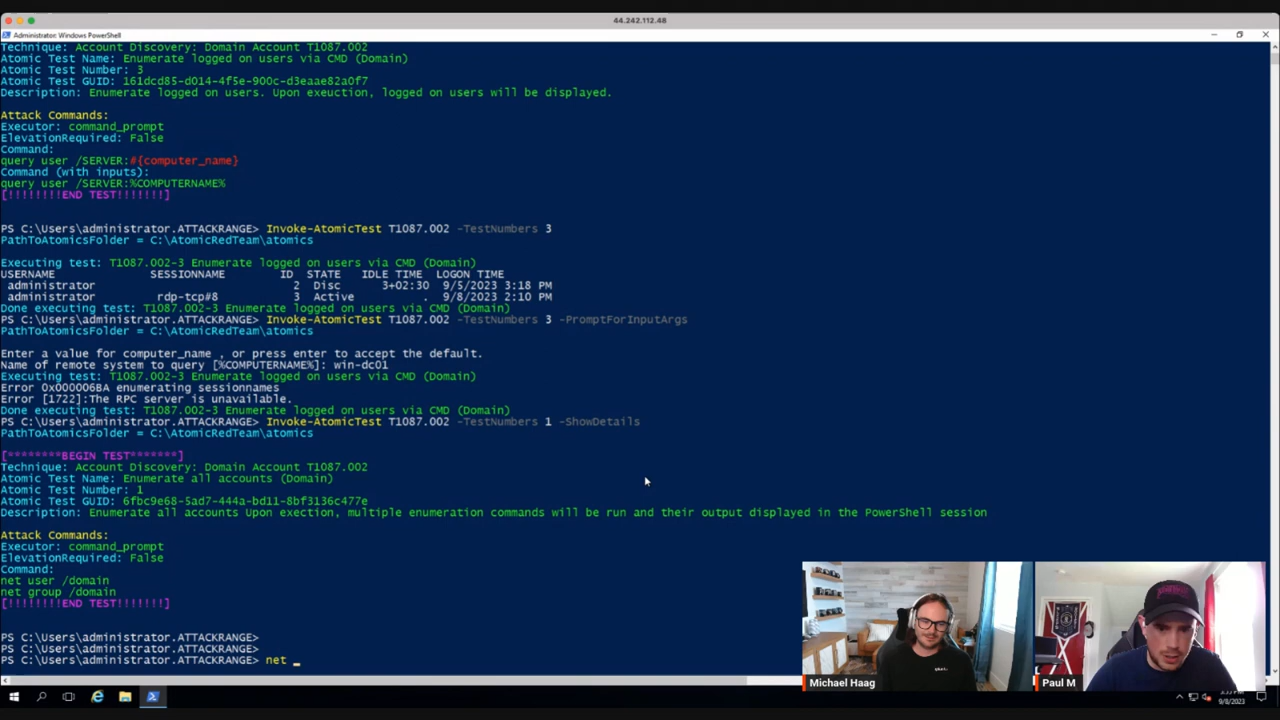 44.242.112.48
Administrator: Windows PowerShell
Technique: Account Discovery: Domain Account T1087.002
Atomic Test Name: Enumerate logged on users via CMD (Domain)
Atomic Test Number: 3
Atomic Test GUID: 161dcd85-d014-4f5e-900c-d3eaae82a0f7
Description: Enumerate logged on users. Upon exeuction, logged on users will be displayed.
Attack Commands:
Executor: command_prompt
ElevationRequired: False
Command:
query user /SERVER:#{computer_name}
Command (with inputs):
query user /SERVER:%COMPUTERNAME%
[!!!!!!!!END TEST!!!!!!!]
PS C:\Users\administrator.ATTACKRANGE> Invoke-AtomicTest T1087.002 -TestNumbers 3
PathToAtomicsFolder = C:\AtomicRedTeam\atomics
Executing test: T1087.002-3 Enumerate logged on users via CMD (Domain)
USERNAME SESSIONNAME ID STATE IDLE TIME LOGON TIME
administrator 2 Disc 3+02:30 9/5/2023 3:18 PM
administrator rdp-tcp#8 3 Active . 9/8/2023 2:10 PM
Done executing test: T1087.002-3 Enumerate logged on users via CMD (Domain)
PS C:\Users\administrator.ATTACKRANGE> Invoke-AtomicTest T1087.002 -TestNumbers 3 -PromptForInputArgs
PathToAtomicsFolder = C:\AtomicRedTeam\atomics
Enter a value for computer_name , or press enter to accept the default.
Name of remote system to query [%COMPUTERNAME%]: win-dc01
Executing test: T1087.002-3 Enumerate logged on users via CMD (Domain)
Error 0x000006BA enumerating sessionnames
Error [1722]:The RPC server is unavailable.
Done executing test: T1087.002-3 Enumerate logged on users via CMD (Domain)
PS C:\Users\administrator.ATTACKRANGE> Invoke-AtomicTest T1087.002 -TestNumbers 1 -ShowDetails
PathToAtomicsFolder = C:\AtomicRedTeam\atomics
[********BEGIN TEST*******]
Technique: Account Discovery: Domain Account T1087.002
Atomic Test Name: Enumerate all accounts (Domain)
Atomic Test Number: 1
Atomic Test GUID: 6fbc9e68-5ad7-444a-bd11-8bf3136c477e
Description: Enumerate all accounts Upon exection, multiple enumeration commands will be run and their output displayed in the PowerShell session
Attack Commands:
Executor: command_prompt
ElevationRequired: False
Command:
net user /domain
net group /domain
[!!!!!!!!END TEST!!!!!!!]
PS C:\Users\administrator.ATTACKRANGE>
PS C:\Users\administrator.ATTACKRANGE>
PS C:\Users\administrator.ATTACKRANGE> net _
Michael Haag
Paul M
9/8/2023